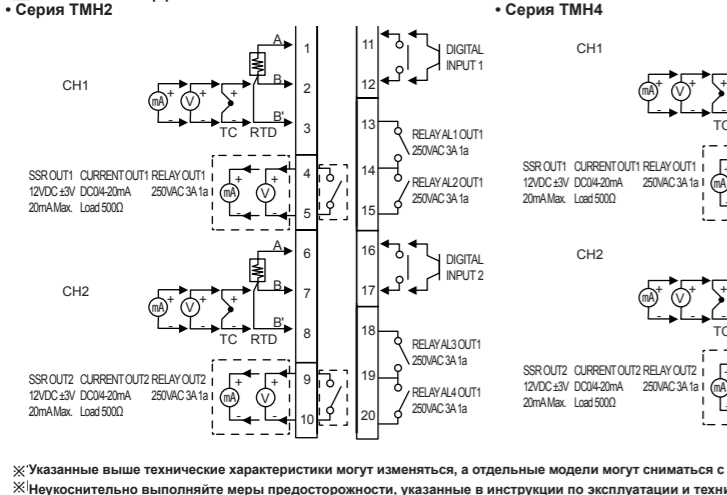 • Серия TMH2
CH1
mA + -
V + -
+ -
TC RTD
A
B
B'
1
2
3
SSR OUT1 CURRENT OUT1 RELAY OUT1
12VDC ±3V DC0/4-20mA 250VAC 3A 1a
20mA Max. Load 500Ω
mA + -
V + -
4
5
CH2
mA + -
V + -
+ -
TC RTD
A
B
B'
6
7
8
SSR OUT2 CURRENT OUT2 RELAY OUT2
12VDC ±3V DC0/4-20mA 250VAC 3A 1a
20mA Max. Load 500Ω
mA + -
V + -
9
10
11
12
DIGITAL
INPUT 1
13
14
15
RELAY AL1 OUT1
250VAC 3A 1a
RELAY AL2 OUT1
250VAC 3A 1a
16
17
DIGITAL
INPUT 2
18
19
20
RELAY AL3 OUT1
250VAC 3A 1a
RELAY AL4 OUT1
250VAC 3A 1a
• Серия TMH4
CH1
mA + -
V + -
+
TC
SSR OUT1 CURRENT OUT1 RELAY OUT1
12VDC ±3V DC0/4-20mA 250VAC 3A 1a
20mA Max. Load 500Ω
mA
CH2
mA + -
V + -
+
TC
SSR OUT2 CURRENT OUT2 RELAY OUT2
12VDC ±3V DC0/4-20mA 250VAC 3A 1a
20mA Max. Load 500Ω
mA
※Указанные выше технические характеристики могут изменяться, а отдельные модели могут сниматься с
※Неукоснительно выполняйте меры предосторожности, указанные в инструкции по эксплуатации и техни